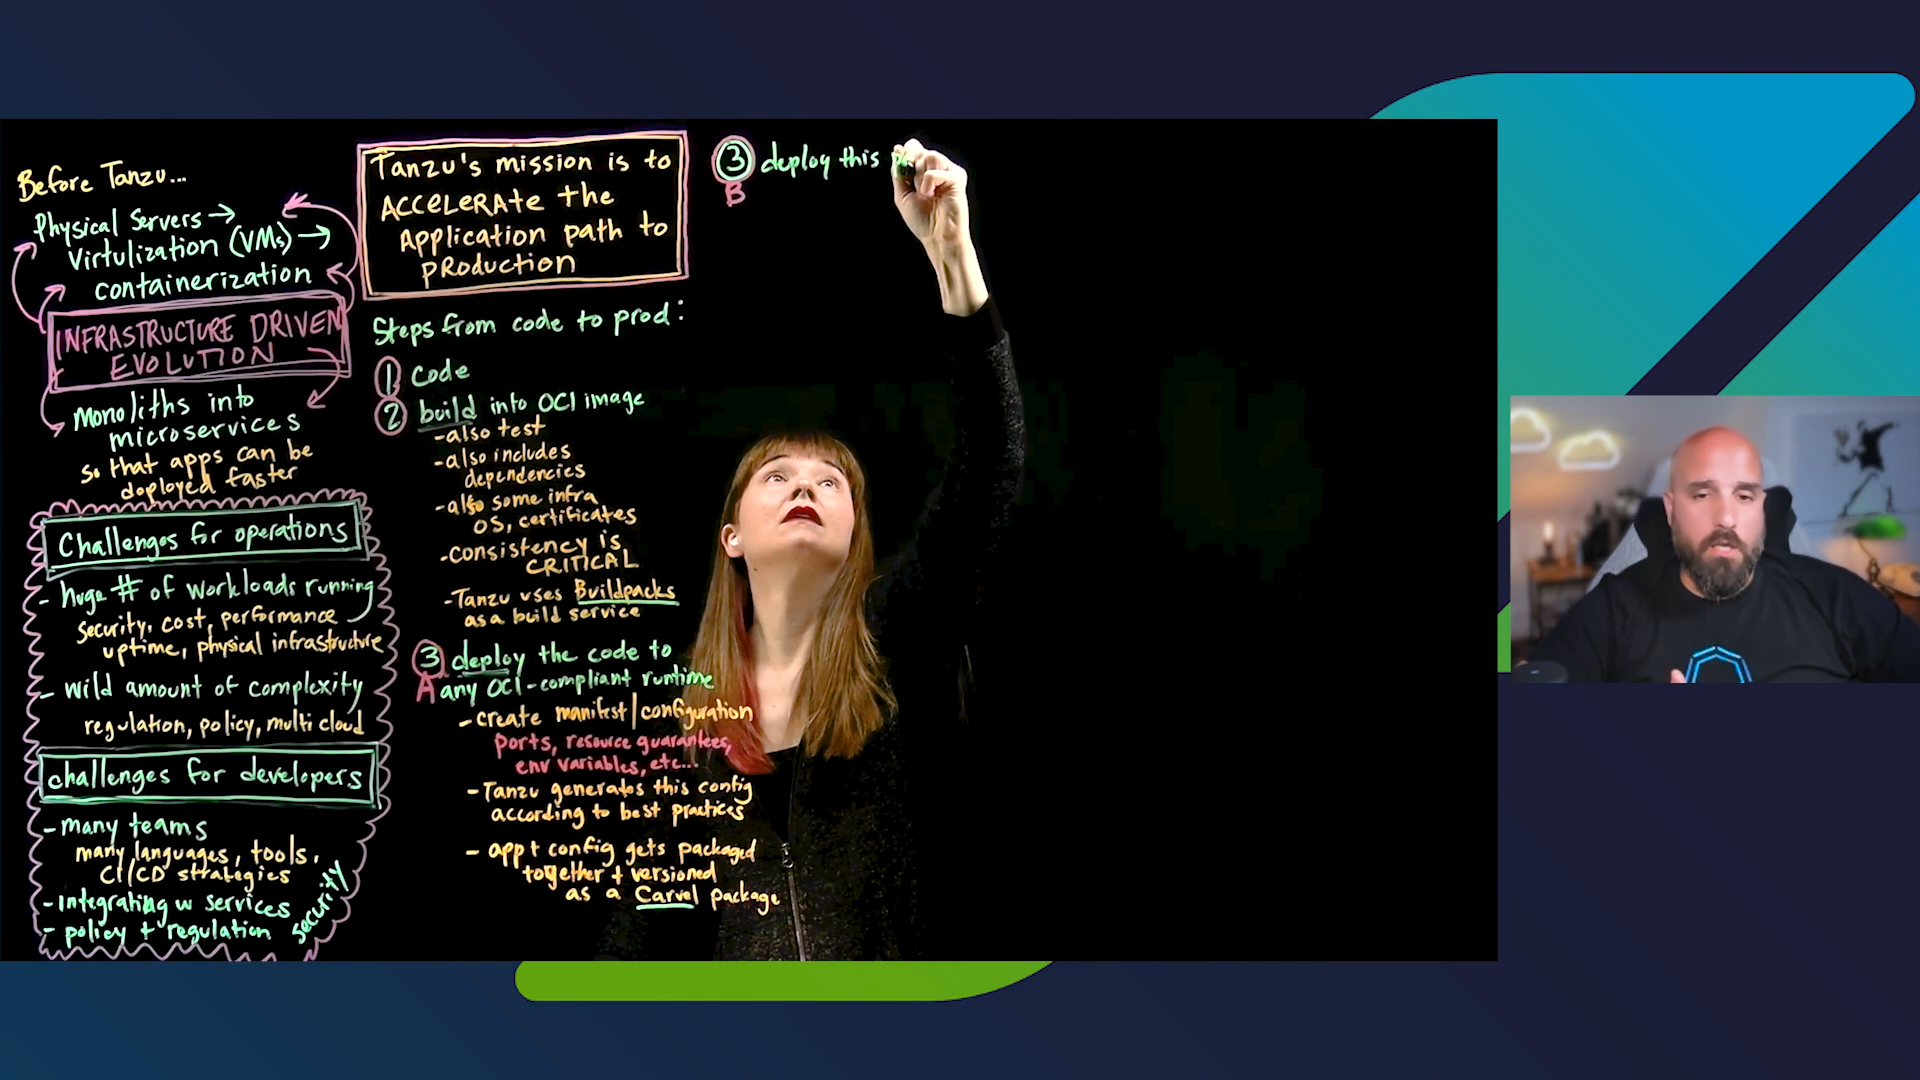 Before Tanzu...
Physical Servers →
Virtulization (VMs) →
containerization
INFRASTRUCTURE DRIVEN
EVOLUTION
Monoliths into
microservices
so that apps can be
deployed faster
Challenges for operations
- huge # of workloads running
security, cost, performance
uptime, physical infrastructure
- wild amount of complexity
regulation, policy, multi cloud
challenges for developers
- many teams
many languages, tools,
CI/CD strategies
- integrating w services
- policy + regulation
security
Tanzu's mission is to
ACCELERATE the
Application path to
PRODUCTION
Steps from code to prod:
1 Code
2 build into OCI image
- also test
- also includes
dependencies
- also some infra
OS, certificates
- consistency is
CRITICAL
- Tanzu uses Buildpacks
as a build service
3 deploy the code to
A any OCI-compliant runtime
- create manifest/configuration
ports, resource guarantees,
env variables, etc...
- Tanzu generates this config
according to best practices
- app + config gets packaged
together + versioned
as a Carvel package
3 deploy this
B